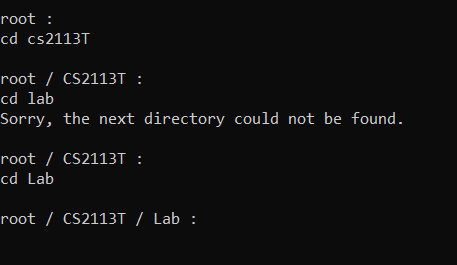 root :
cd cs2113T
root / CS2113T :
cd lab
Sorry, the next directory could not be found.
root / CS2113T :
cd Lab
root / CS2113T / Lab :